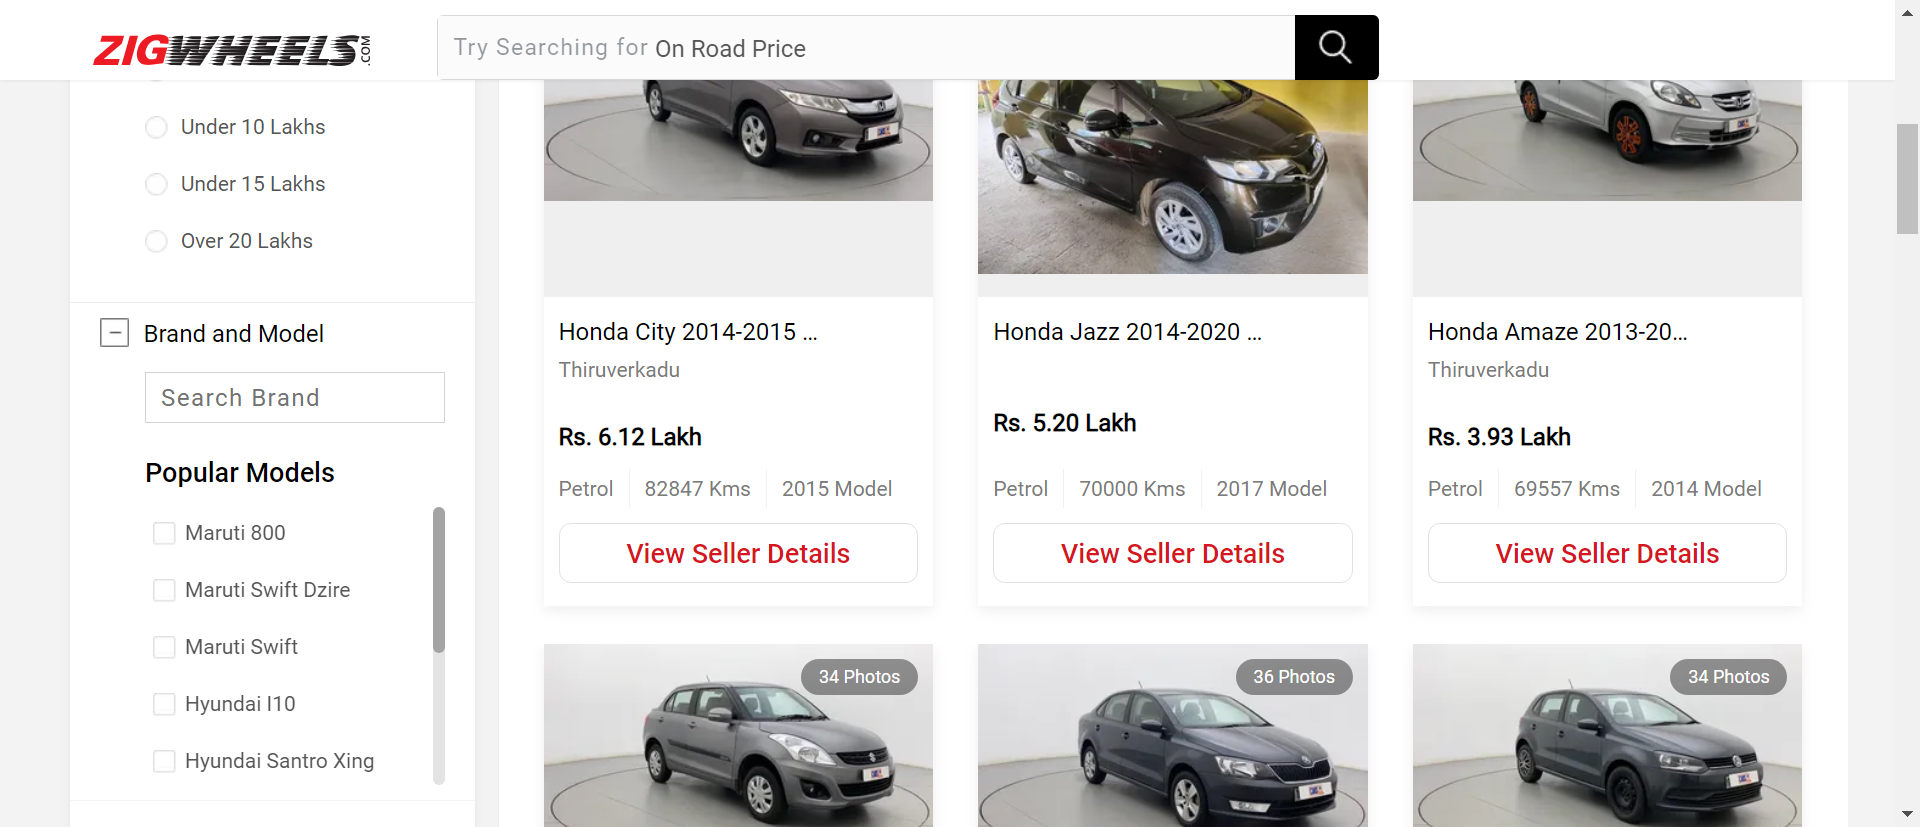 ZIGWHEELS.COM
Try Searching for On Road Price
Under 10 Lakhs
Under 15 Lakhs
Over 20 Lakhs
Brand and Model
Search Brand
Popular Models
Maruti 800
Maruti Swift Dzire
Maruti Swift
Hyundai I10
Hyundai Santro Xing
Honda City 2014-2015 ...
Thiruverkadu
Rs. 6.12 Lakh
Petrol 82847 Kms 2015 Model
View Seller Details
Honda Jazz 2014-2020 ...
Rs. 5.20 Lakh
Petrol 70000 Kms 2017 Model
View Seller Details
Honda Amaze 2013-20...
Thiruverkadu
Rs. 3.93 Lakh
Petrol 69557 Kms 2014 Model
View Seller Details
34 Photos
36 Photos
34 Photos